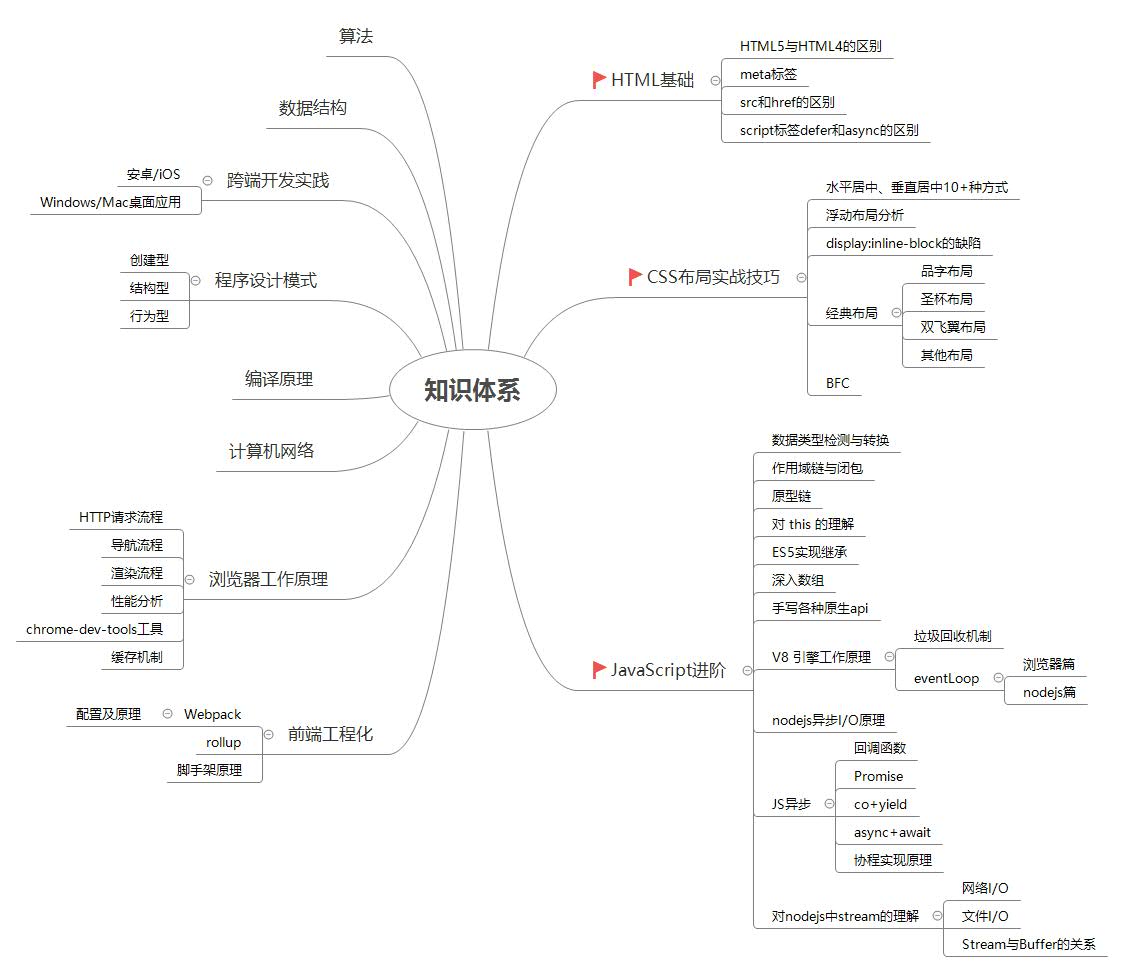 知识体系
HTML基础
HTML5与HTML4的区别
meta标签
src和href的区别
script标签defer和async的区别
CSS布局实战技巧
水平居中、垂直居中10+种方式
浮动布局分析
display:inline-block的缺陷
经典布局
品字布局
圣杯布局
双飞翼布局
其他布局
BFC
JavaScript进阶
数据类型检测与转换
作用域链与闭包
原型链
对 this 的理解
ES5实现继承
深入数组
手写各种原生api
V8 引擎工作原理
垃圾回收机制
eventLoop
浏览器篇
nodejs篇
nodejs异步I/O原理
JS异步
回调函数
Promise
co+yield
async+await
协程实现原理
对nodejs中stream的理解
网络I/O
文件I/O
Stream与Buffer的关系
算法
数据结构
跨端开发实践
安卓/iOS
Windows/Mac桌面应用
程序设计模式
创建型
结构型
行为型
编译原理
计算机网络
浏览器工作原理
HTTP请求流程
导航流程
渲染流程
性能分析
chrome-dev-tools工具
缓存机制
前端工程化
Webpack
配置及原理
rollup
脚手架原理